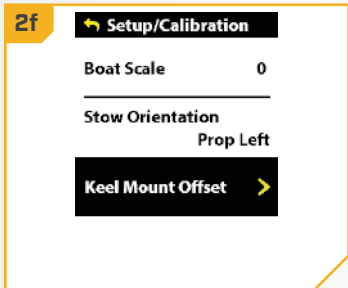 2f
Setup/Calibration
Boat Scale 0
Stow Orientation
Prop Left
Keel Mount Offset